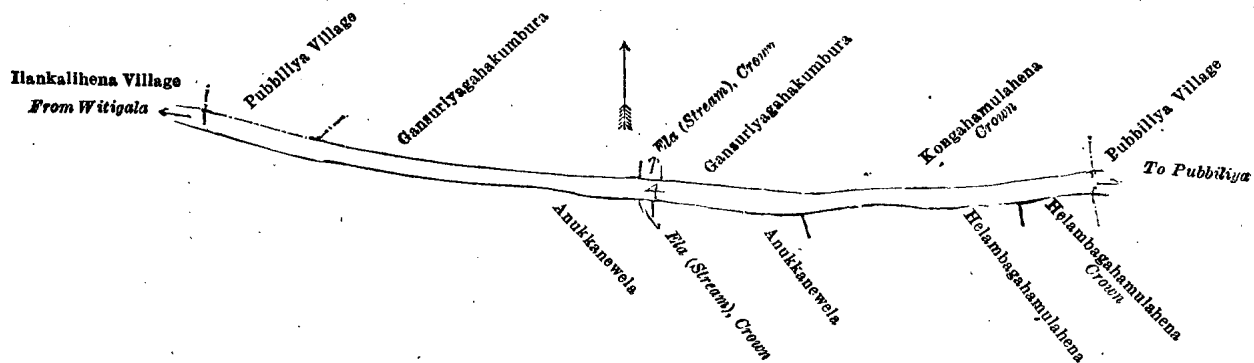 Ilankalihena Village
From Witigala
Pubbiliya Village
Gansuriyagahakumbura
Ela (Stream), Crown
Gansuriyagahakumbura
Kongahamulahena
Crown
Pubbiliya Village
To Pubbiliya
Anukkanewela
Ela (Stream), Crown
Anukkanewela
Helambagahamulahena
Helambagahamulahena
Crown